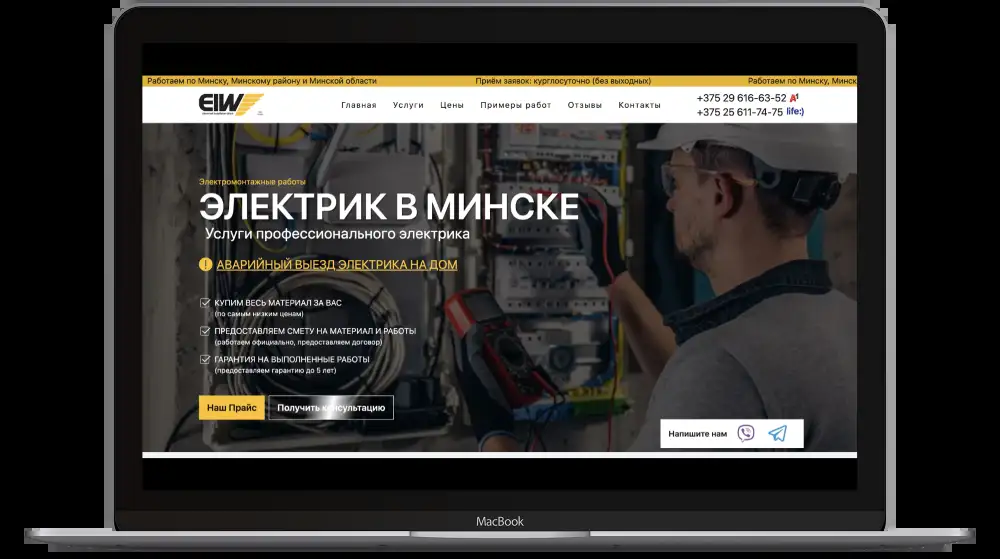 Работаем по Минску, Минскому району и Минской области
Приём заявок: курглосуточно (без выходных)
Работаем по Минску, Минск
EIW
Главная Услуги Цены Примеры работ Отзывы Контакты
+375 29 616-63-52 A1
+375 25 611-74-75 life:)
Электромонтажныв работы
ЭЛЕКТРИК В МИНСКЕ
Услуги профессионального электрика
! АВАРИЙНЫЙ ВЫЕЗД ЭЛЕКТРИКА НА ДОМ
КУПИМ ВЕСЬ МАТЕРИАЛ ЗА ВАС
(по самым низким ценам)
ПРЕДОСТАВЛЯЕМ СМЕТУ НА МАТЕРИАЛ И РАБОТЫ
(работаем официально, предоставляем договор)
ГАРАНТИЯ НА ВЫПОЛНЕННЫЕ РАБОТЫ
(предоставляем гарантию до 5 лет)
Наш Прайс
Получить консультацию
Напишите нам
MacBook